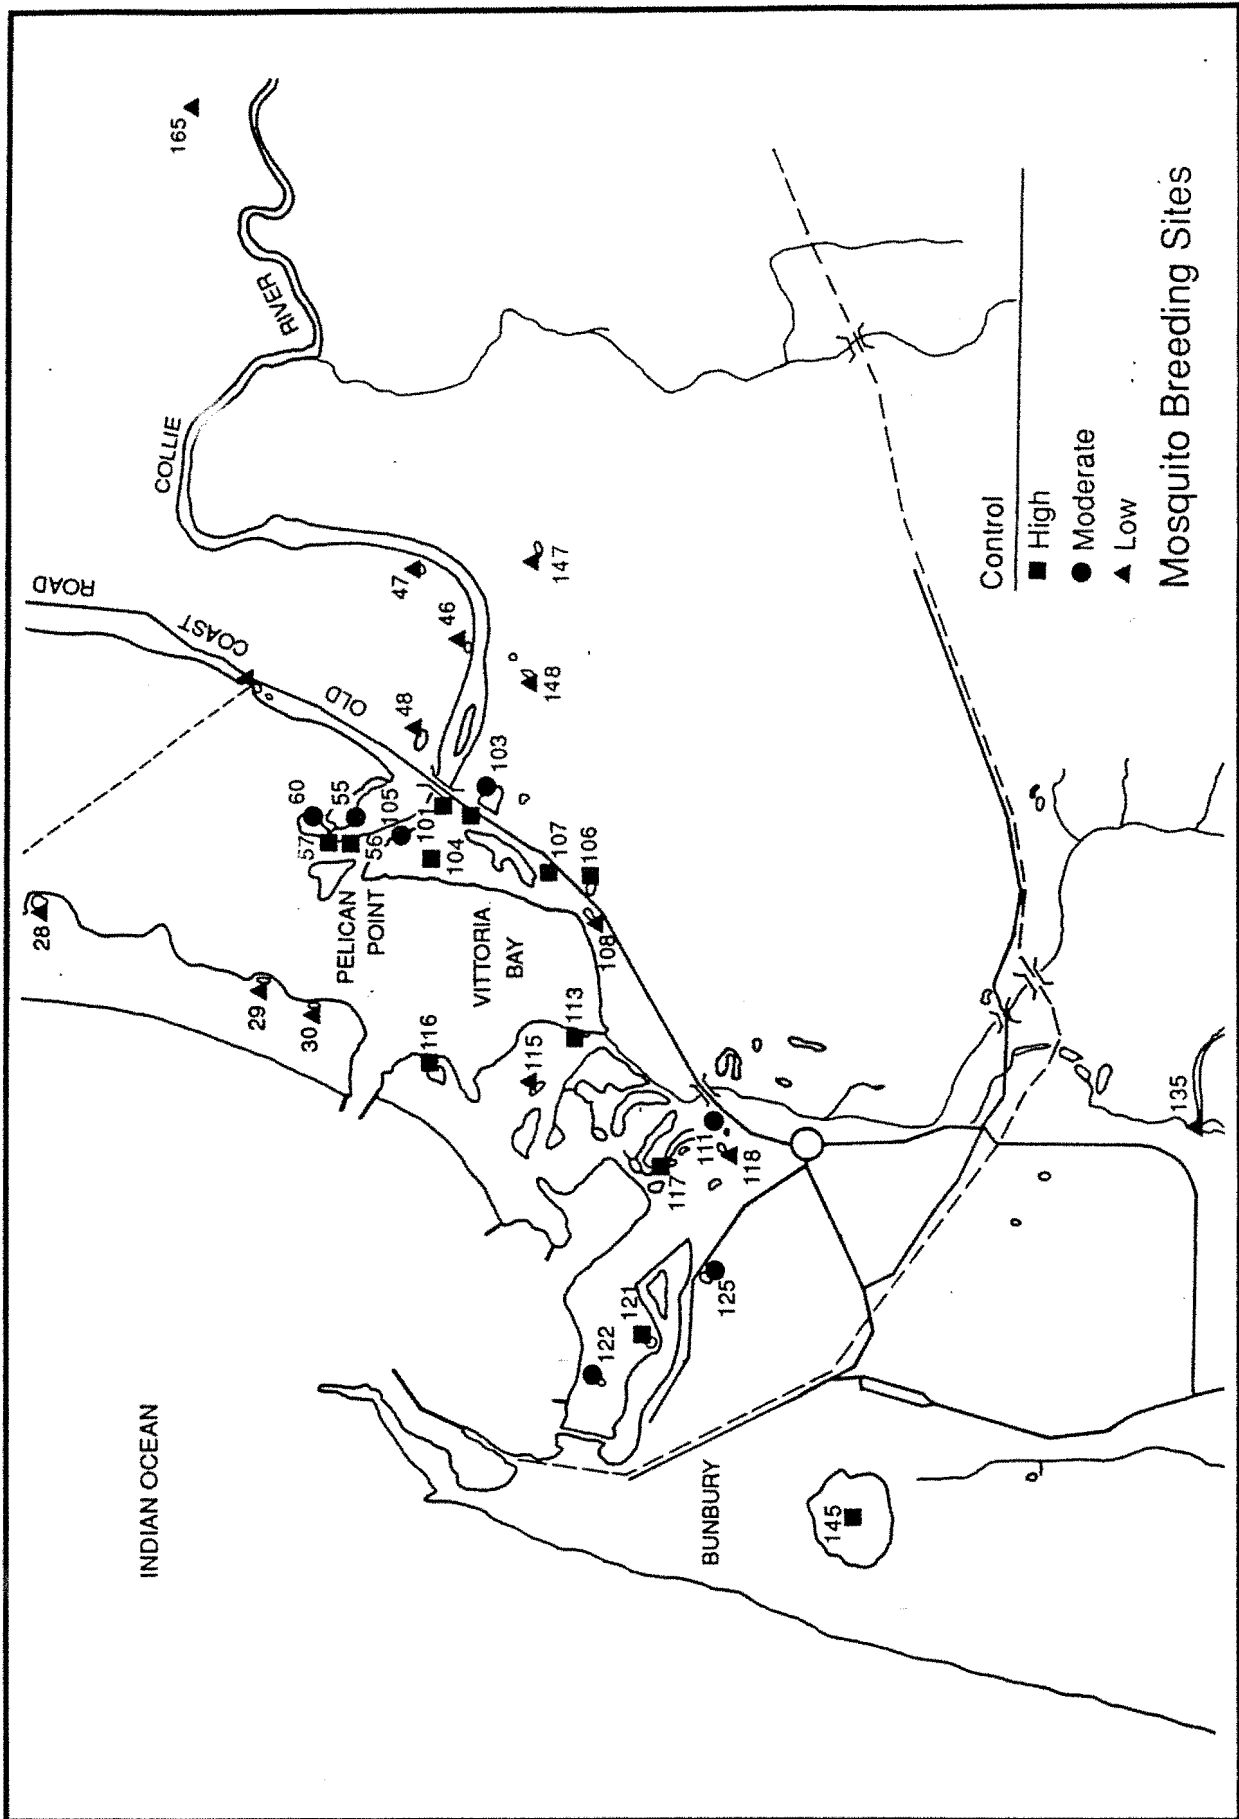 INDIAN OCEAN
28
29
30
PELICAN
POINT
VITTORIA
BAY
BUNBURY
145
122
121
125
117
118
111
116
115
113
108
106
107
104
101
105
56
57
60
55
103
48
46
47
148
147
165
135
OLD
COAST
ROAD
COLLIE
RIVER
Control
High
Moderate
Low
Mosquito Breeding Sites